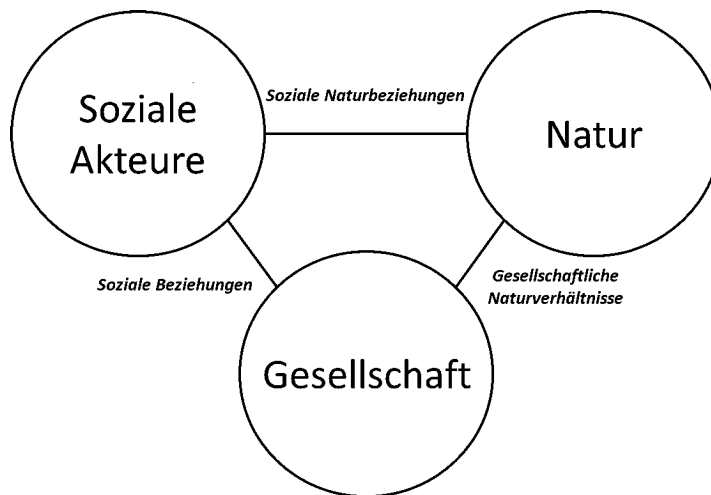 Soziale Naturbeziehungen
Soziale
Akteure
Natur
Soziale Beziehungen
Gesellschaftliche
Naturverhältnisse
Gesellschaft